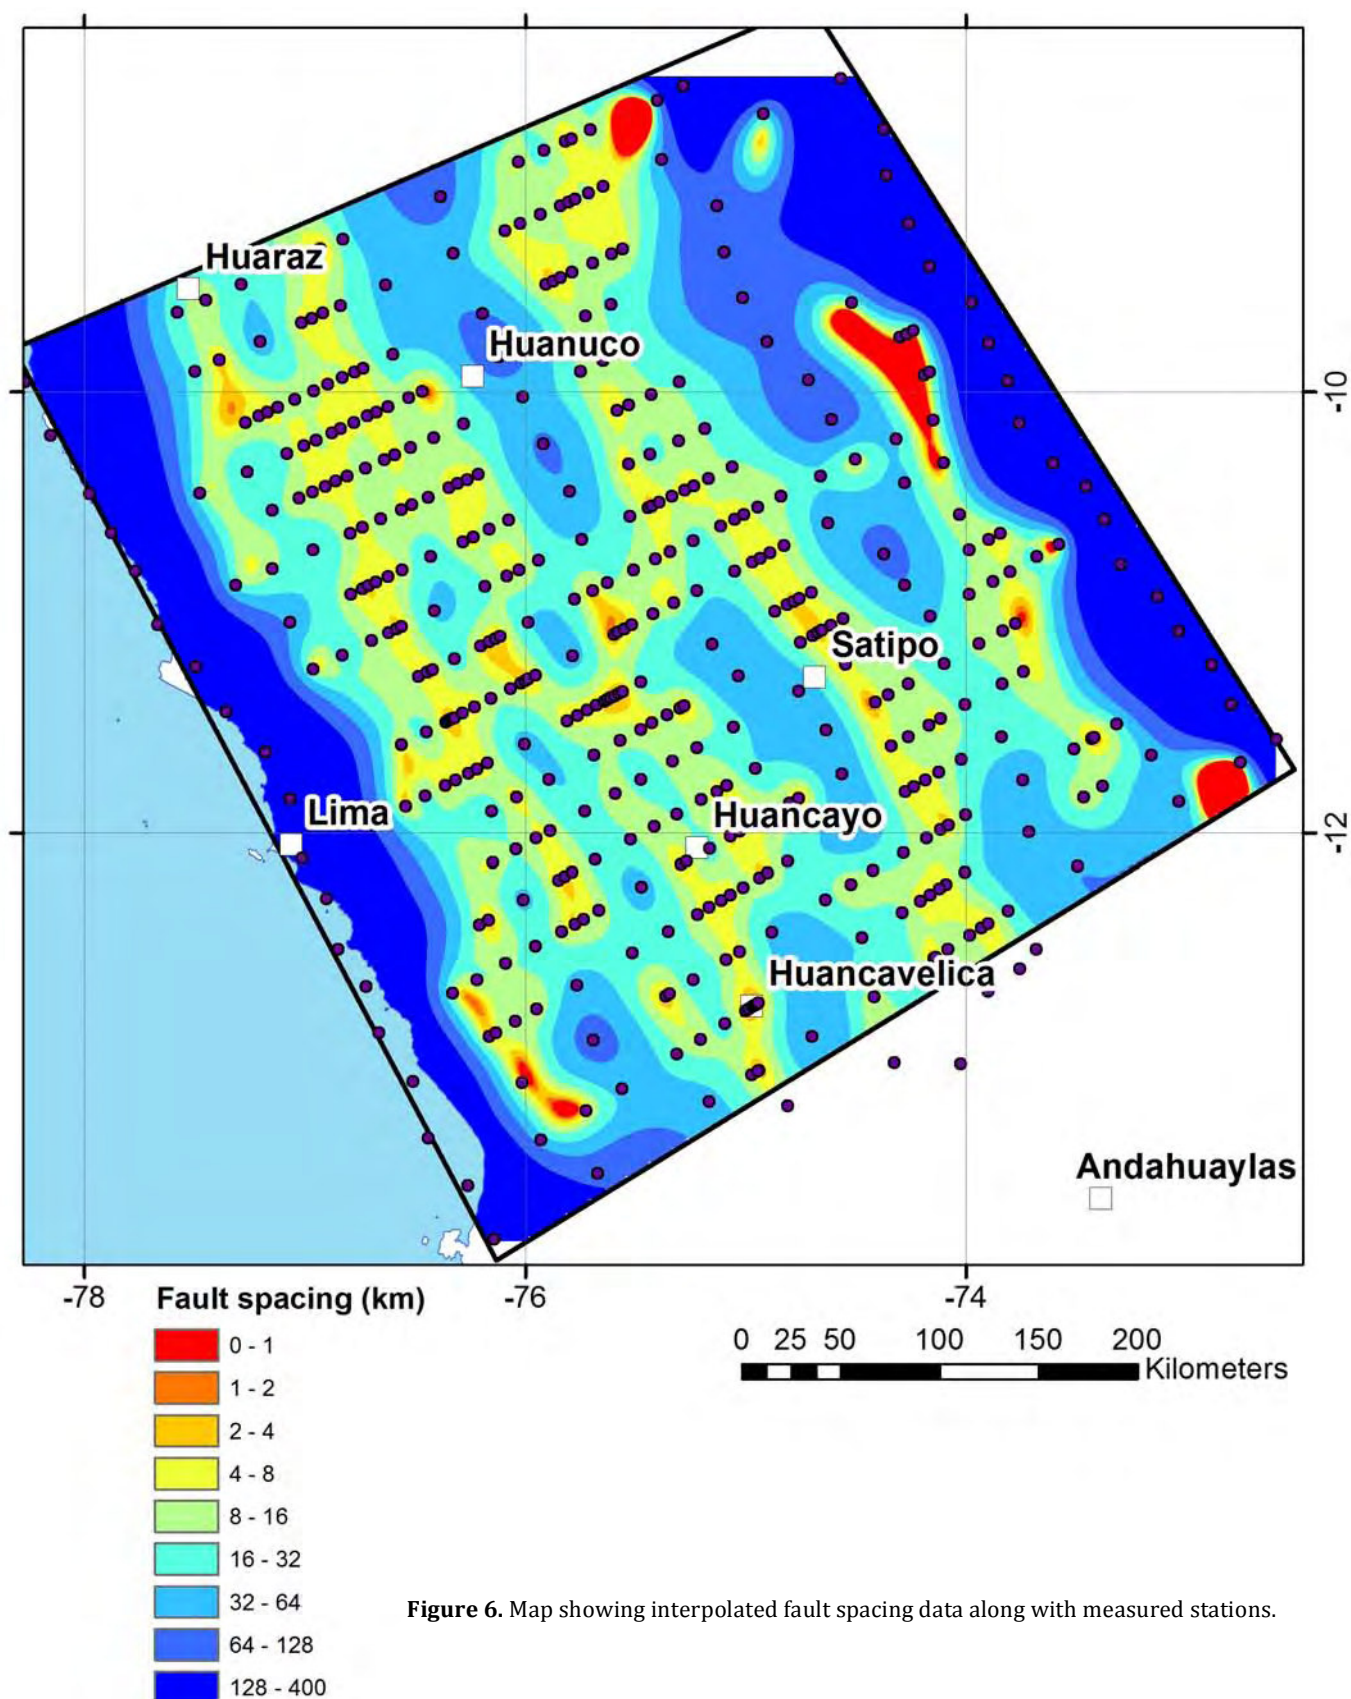 Huaraz
Huanuco
-10
Satipo
Lima
Huancayo
-12
Huancavelica
Andahuaylas
-78
-76
-74
Fault spacing (km)
0 - 1
1 - 2
2 - 4
4 - 8
8 - 16
16 - 32
32 - 64
64 - 128
128 - 400
0 25 50 100 150 200
Kilometers
Figure 6. Map showing interpolated fault spacing data along with measured stations.